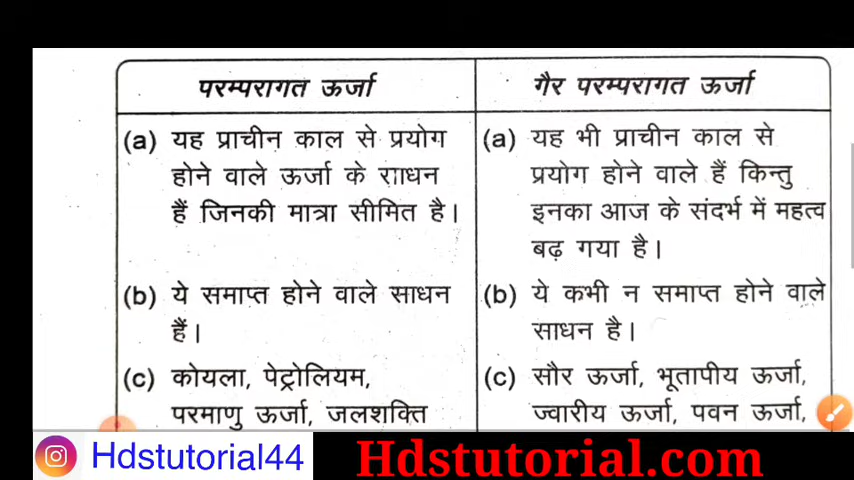 परम्परागत ऊर्जा
(a) यह प्राचीन काल से प्रयोग
होने वाले ऊर्जा के साधन
हैं जिनकी मात्रा सीमित है।
(b) ये समाप्त होने वाले साधन
हैं।
(c) कोयला, पेट्रोलियम,
परमाणु ऊर्जा, जलशक्ति
गैर परम्परागत ऊर्जा
(a) यह भी प्राचीन काल से
प्रयोग होने वाले हैं किन्तु
इनका आज के संदर्भ में महत्व
बढ़ गया है।
(b) ये कभी न समाप्त होने वाले
साधन है।
(c) सौर ऊर्जा, भूतापीय ऊर्जा,
ज्वारीय ऊर्जा, पवन ऊर्जा,
Hdstutorial44
Hdstutorial.com